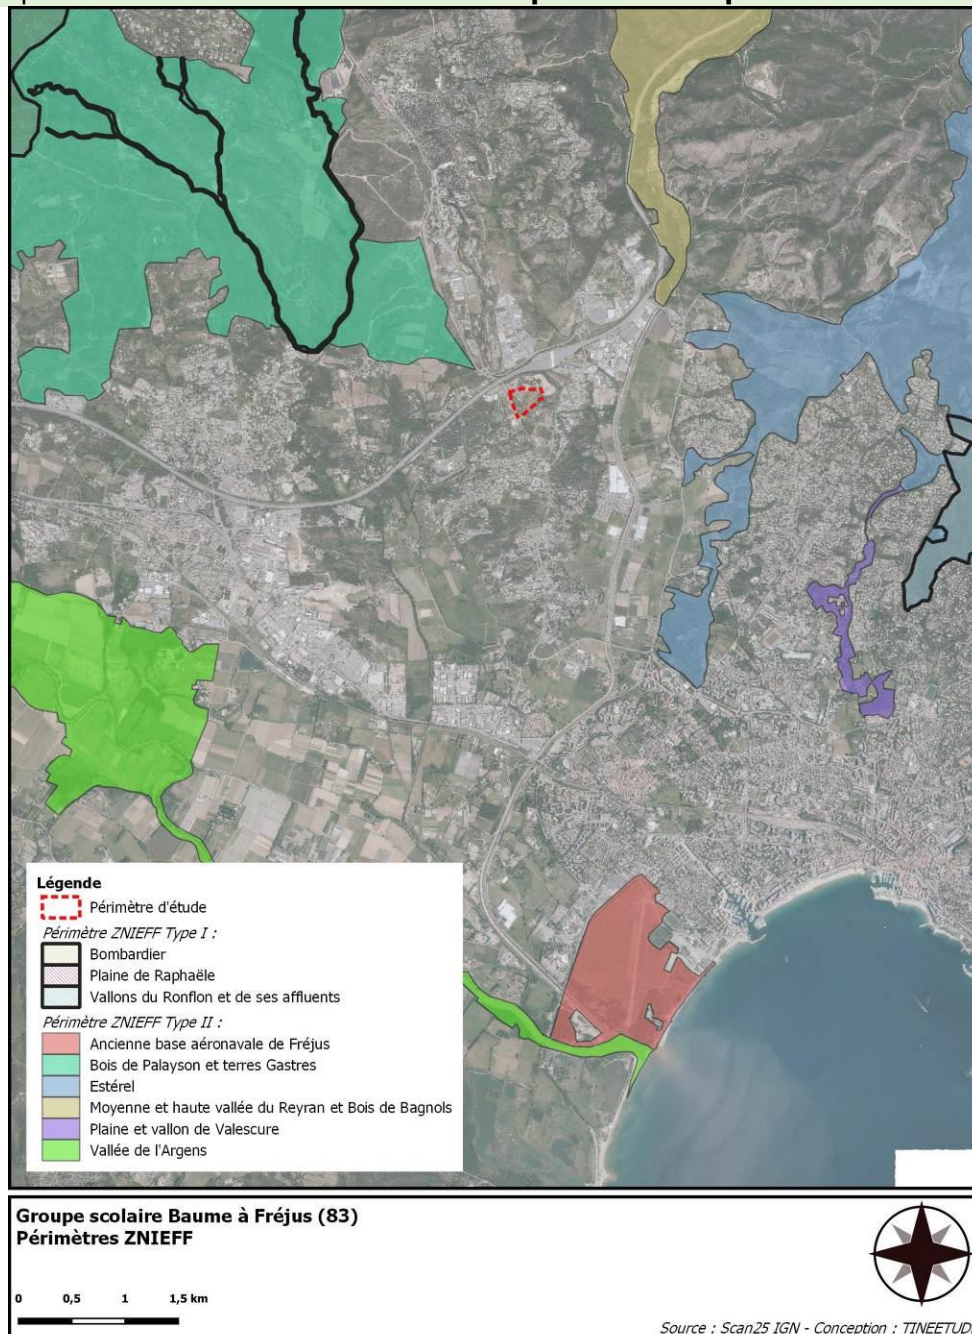 Légende
Périmètre d'étude
Périmètre ZNIEFF Type I :
Bombardier
Plaine de Raphaële
Vallons du Ronflon et de ses affluents
Périmètre ZNIEFF Type II :
Ancienne base aéronavale de Fréjus
Bois de Palayson et terres Gastres
Estérel
Moyenne et haute vallée du Reyran et Bois de Bagnols
Plaine et vallon de Valescure
Vallée de l'Argens
Groupe scolaire Baume à Fréjus (83)
Périmètres ZNIEFF
0 0,5 1 1,5 km
Source : Scan25 IGN - Conception : TINEETUD